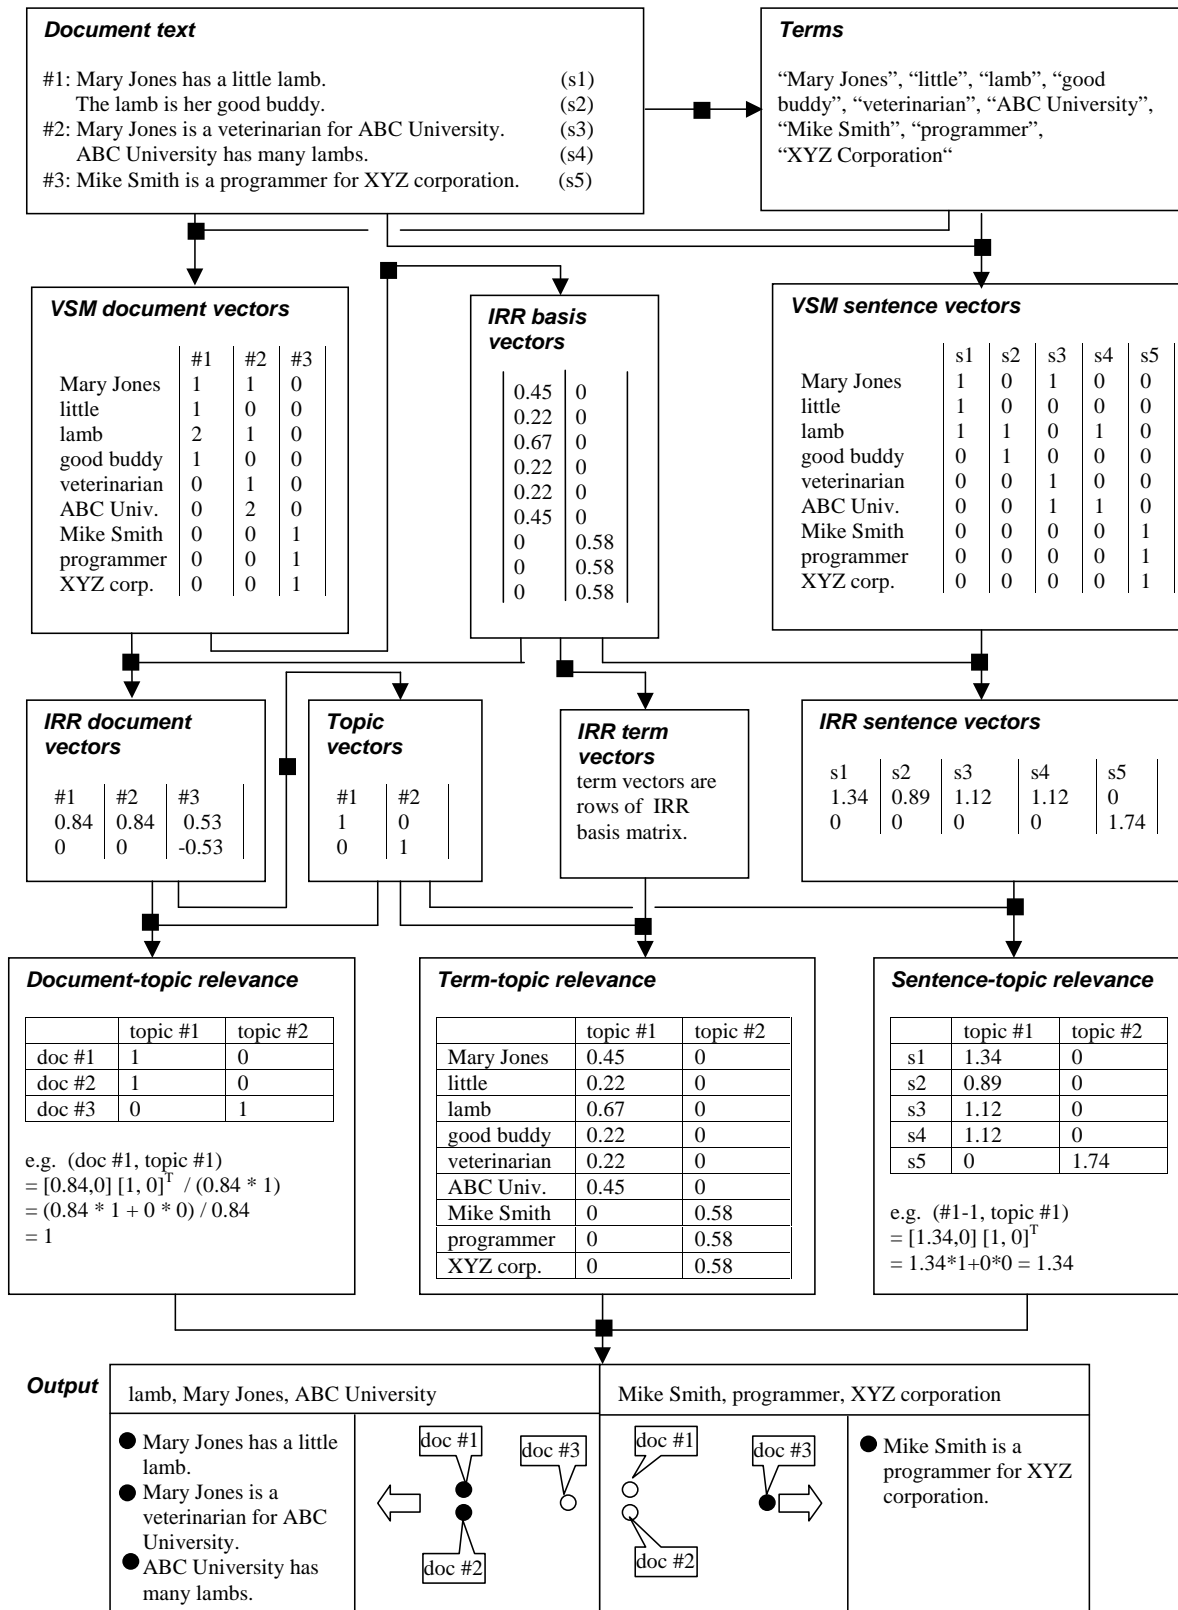 Document text
#1: Mary Jones has a little lamb. (s1)
The lamb is her good buddy. (s2)
#2: Mary Jones is a veterinarian for ABC University. (s3)
ABC University has many lambs. (s4)
#3: Mike Smith is a programmer for XYZ corporation. (s5)
Terms
“Mary Jones”, “little”, “lamb”, “good
buddy”, “veterinarian”, “ABC University”,
“Mike Smith”, “programmer”,
“XYZ Corporation“
VSM document vectors
#1 #2 #3
Mary Jones 1 1 0
little 1 0 0
lamb 2 1 0
good buddy 1 0 0
veterinarian 0 1 0
ABC Univ. 0 2 0
Mike Smith 0 0 1
programmer 0 0 1
XYZ corp. 0 0 1
IRR basis
vectors
0.45 0
0.22 0
0.67 0
0.22 0
0.22 0
0.45 0
0 0.58
0 0.58
0 0.58
VSM sentence vectors
s1 s2 s3 s4 s5
Mary Jones 1 0 1 0 0
little 1 0 0 0 0
lamb 1 1 0 1 0
good buddy 0 1 0 0 0
veterinarian 0 0 1 0 0
ABC Univ. 0 0 1 1 0
Mike Smith 0 0 0 0 1
programmer 0 0 0 0 1
XYZ corp. 0 0 0 0 1
IRR document
vectors
#1 #2 #3
0.84 0.84 0.53
0 0 -0.53
Topic
vectors
#1 #2
1 0
0 1
IRR term
vectors
term vectors are
rows of IRR
basis matrix.
IRR sentence vectors
s1 s2 s3 s4 s5
1.34 0.89 1.12 1.12 0
0 0 0 0 1.74
Document-topic relevance
topic #1 topic #2
doc #1 1 0
doc #2 1 0
doc #3 0 1
e.g. (doc #1, topic #1)
= [0.84,0] [1, 0]T / (0.84 * 1)
= (0.84 * 1 + 0 * 0) / 0.84
= 1
Term-topic relevance
topic #1 topic #2
Mary Jones 0.45 0
little 0.22 0
lamb 0.67 0
good buddy 0.22 0
veterinarian 0.22 0
ABC Univ. 0.45 0
Mike Smith 0 0.58
programmer 0 0.58
XYZ corp. 0 0.58
Sentence-topic relevance
topic #1 topic #2
s1 1.34 0
s2 0.89 0
s3 1.12 0
s4 1.12 0
s5 0 1.74
e.g. (#1-1, topic #1)
= [1.34,0] [1, 0]T
= 1.34*1+0*0 = 1.34
Output
lamb, Mary Jones, ABC University
Mary Jones has a little
lamb.
Mary Jones is a
veterinarian for ABC
University.
ABC University has
many lambs.
doc #1
doc #3
doc #2
Mike Smith, programmer, XYZ corporation
doc #1
doc #3
doc #2
Mike Smith is a
programmer for XYZ
corporation.